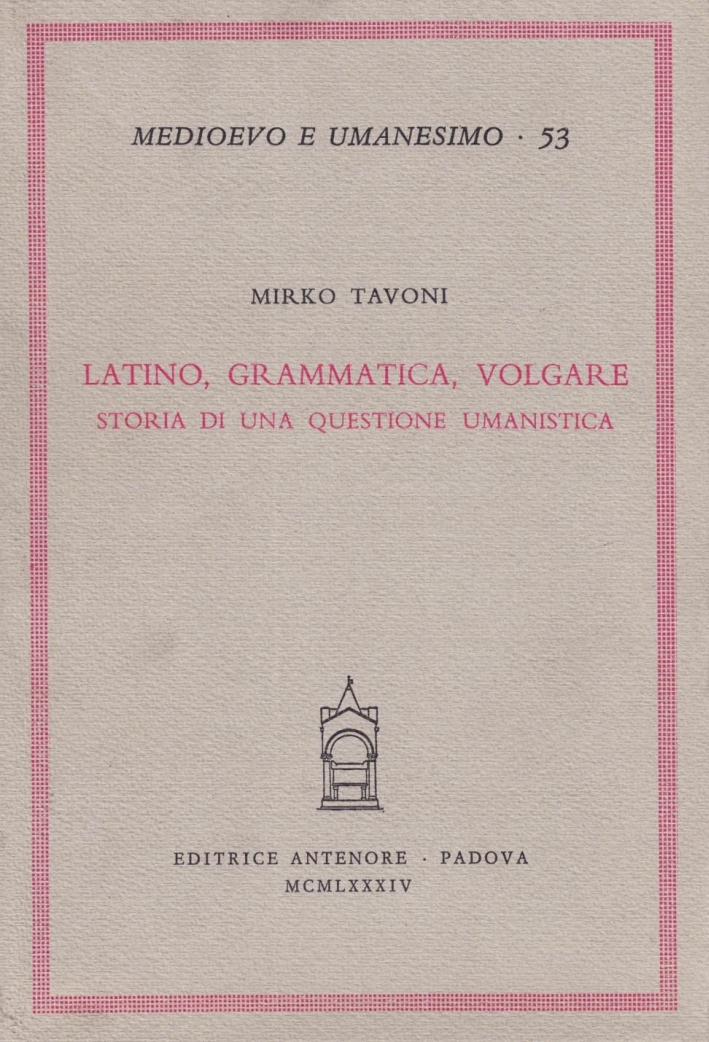 MEDIOEVO E UMANESIMO · 53
MIRKO TAVONI
LATINO, GRAMMATICA, VOLGARE
STORIA DI UNA QUESTIONE UMANISTICA
EDITRICE ANTENORE · PADOVA
MCMLXXXIV